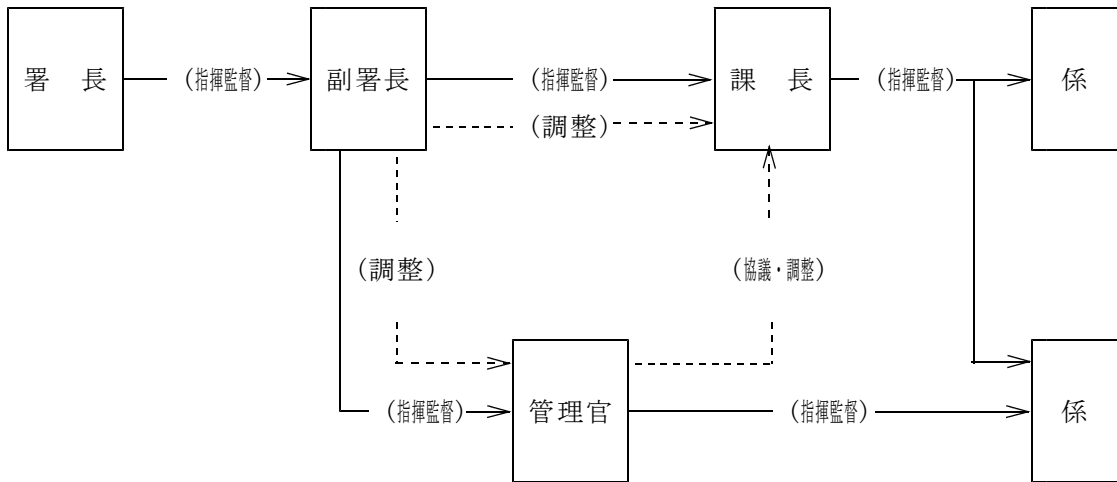 署　長
(指揮監督)
副署長
(指揮監督)
課　長
(指揮監督)
係
(調整)
(調整)
(協議・調整)
管理官
(指揮監督)
(指揮監督)
係